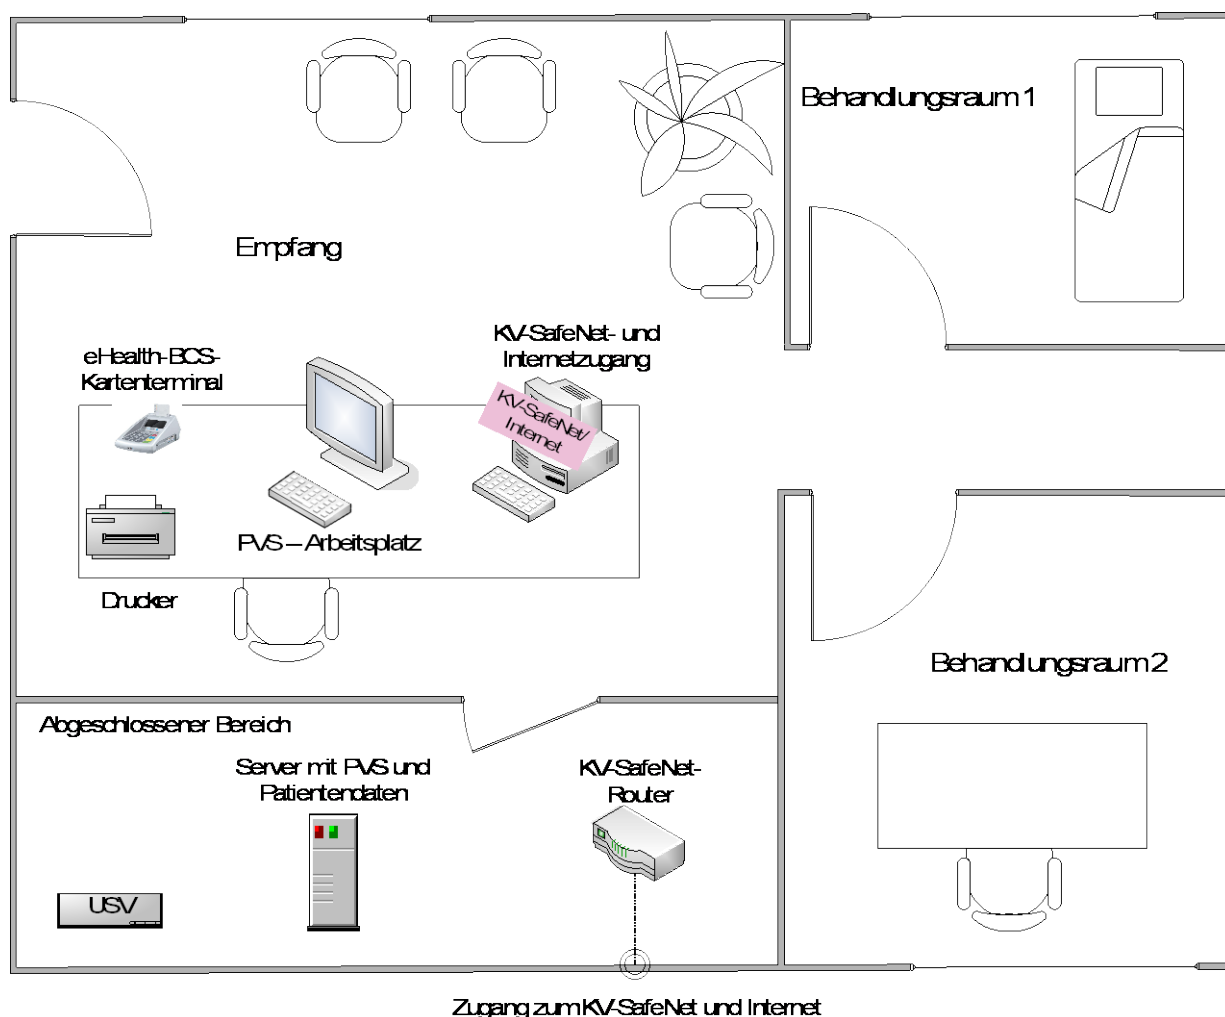 Behandlungsraum 1
Empfang
eHealth-BCS-
Kartenterminal
KV-SafeNet- und
Internetzugang
KV-SafeNet/
Internet
PVS – Arbeitsplatz
Drucker
Behandlungsraum 2
Abgeschlossener Bereich
Server mit PVS und
Patientendaten
KV-SafeNet-
Router
USV
Zugang zum KV-SafeNet und Internet